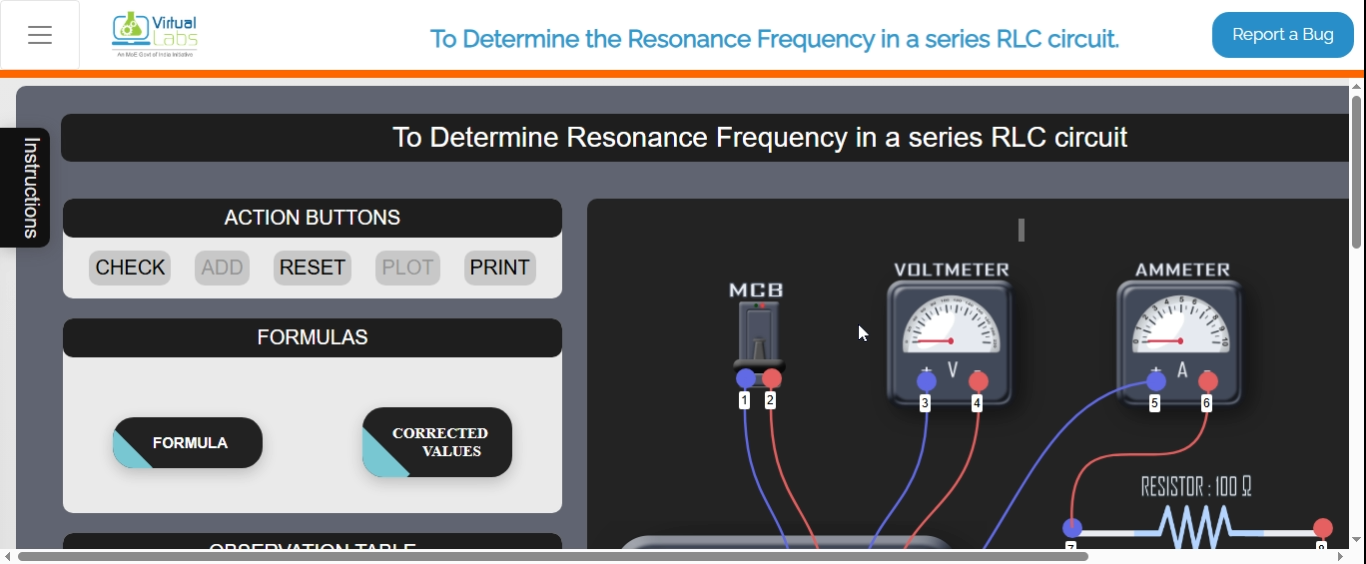 Virtual
Labs
An MoE Govt of India Initiative
To Determine the Resonance Frequency in a series RLC circuit.
Report a Bug
Instructions
To Determine Resonance Frequency in a series RLC circuit
ACTION BUTTONS
CHECK ADD RESET PLOT PRINT
FORMULAS
FORMULA
CORRECTED
VALUES
OBSERVATION TABLE
MCB
1 2
VOLTMETER
+ V -
3 4
AMMETER
+ A -
5 6
RESISTOR : 100 Ω
7 8